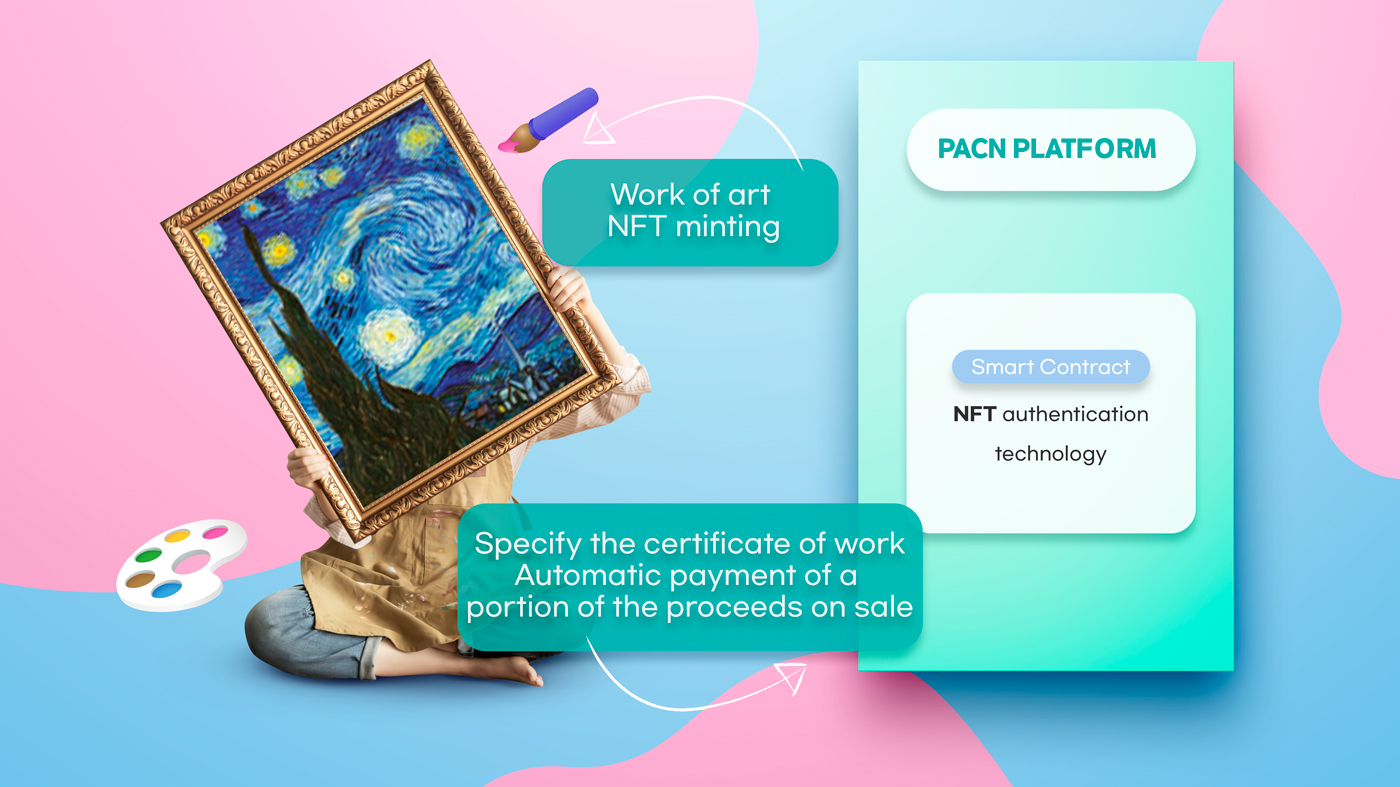 Work of art
NFT minting
PACN PLATFORM
Smart Contract
NFT authentication
technology
Specify the certificate of work
Automatic payment of a
portion of the proceeds on sale